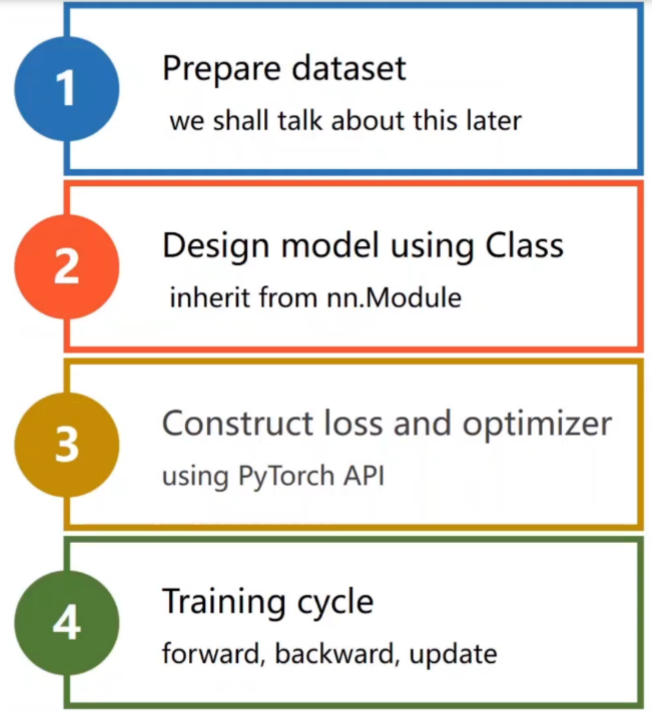 1
Prepare dataset
we shall talk about this later
2
Design model using Class
inherit from nn.Module
3
Construct loss and optimizer
using PyTorch API
4
Training cycle
forward, backward, update